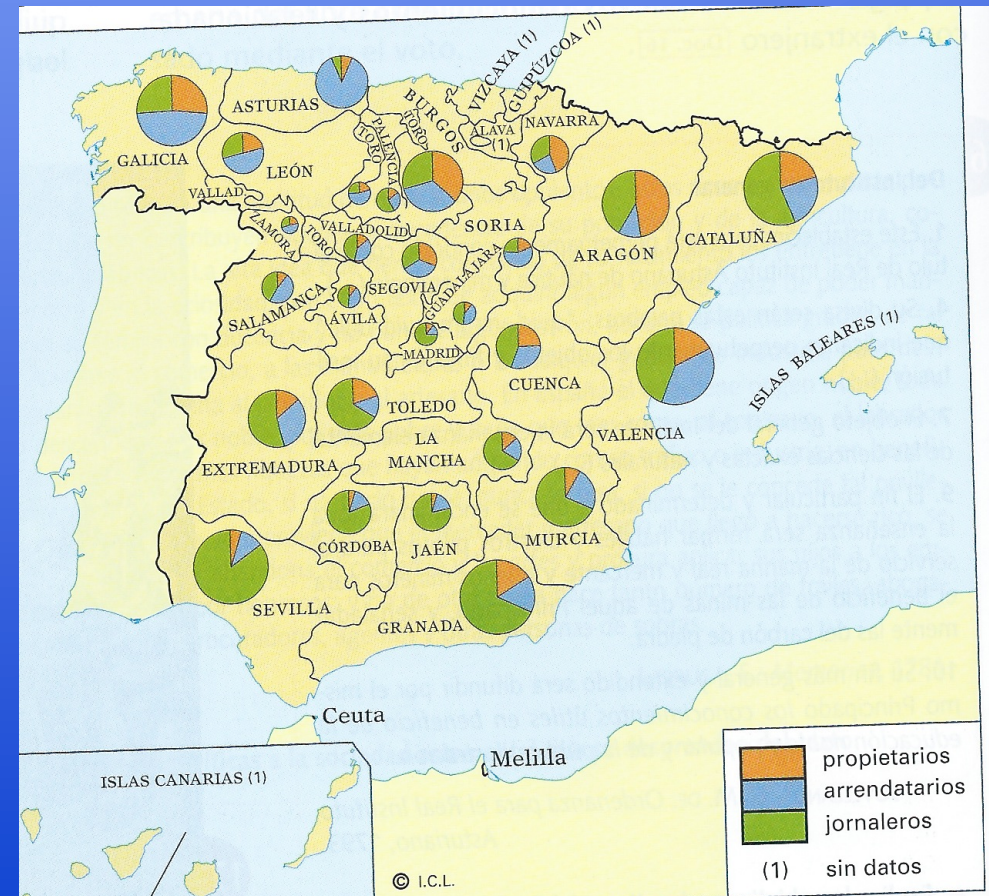 VIZCAYA (1)
GUIPÚZCOA (1)
ASTURIAS
BURGOS
TORO
PALENCIA
TORO
ÁLAVA
(1)
NAVARRA
GALICIA
LEÓN
VALLAD.
ZAMORA
TORO
VALLADOLID
SORIA
ARAGÓN
CATALUÑA
SALAMANCA
SEGOVIA
ÁVILA
GUADALAJARA
MADRID
CUENCA
ISLAS BALEARES (1)
TOLEDO
VALENCIA
EXTREMADURA
LA
MANCHA
CÓRDOBA
JAÉN
MURCIA
SEVILLA
GRANADA
Ceuta
Melilla
ISLAS CANARIAS (1)
propietarios
arrendatarios
jornaleros
(1) sin datos
© I.C.L.